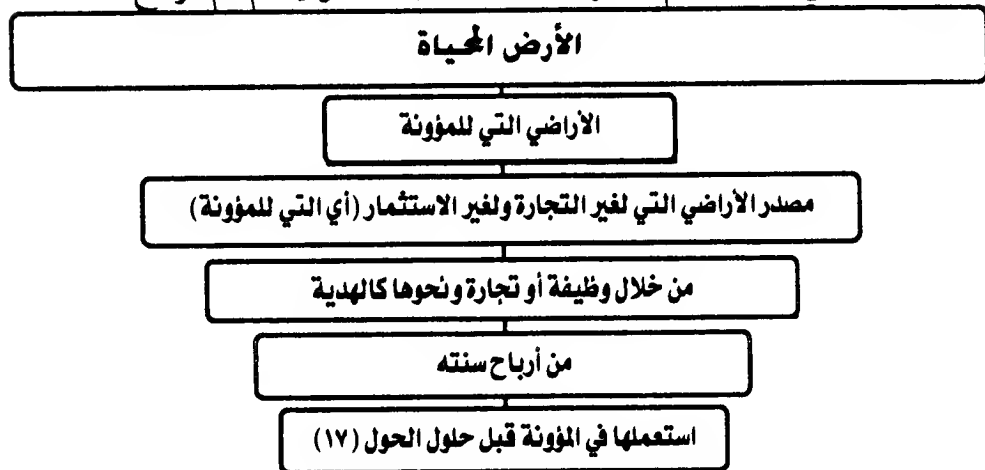 الأرض المحياة
الأراضي التي للمؤونة
مصدر الأراضي التي لغير التجارة ولغير الاستثمار (أي التي للمؤونة)
من خلال وظيفة أو تجارة ونحوها كالهدية
من أرباح سنته
استعملها في المؤونة قبل حلول الحول (١٧)